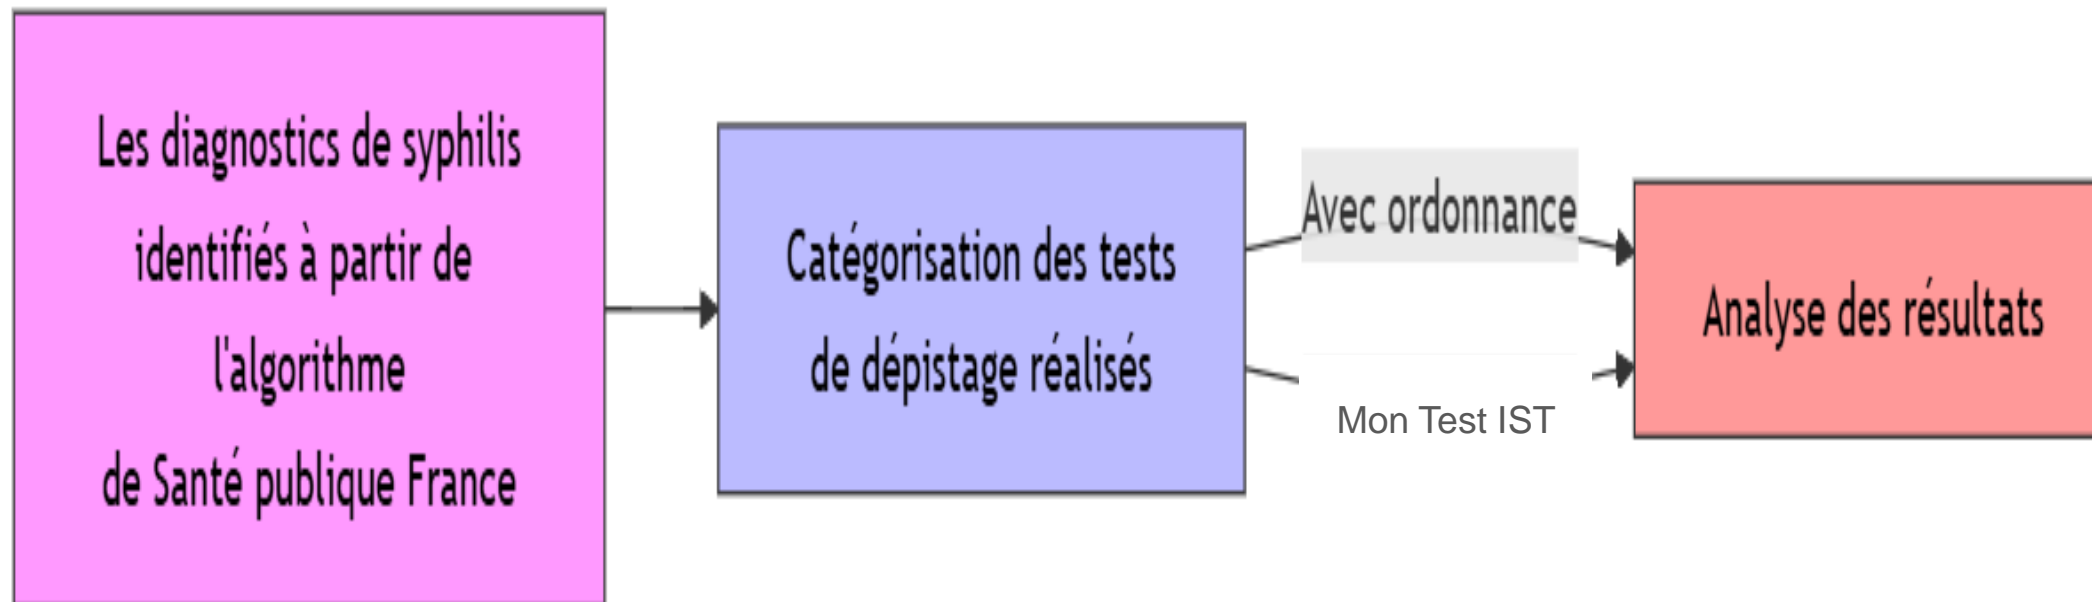 Les diagnostics de syphilis
identifiés à partir de
l'algorithme
de Santé publique France
Catégorisation des tests
de dépistage réalisés
Avec ordonnance
Mon Test IST
Analyse des résultats